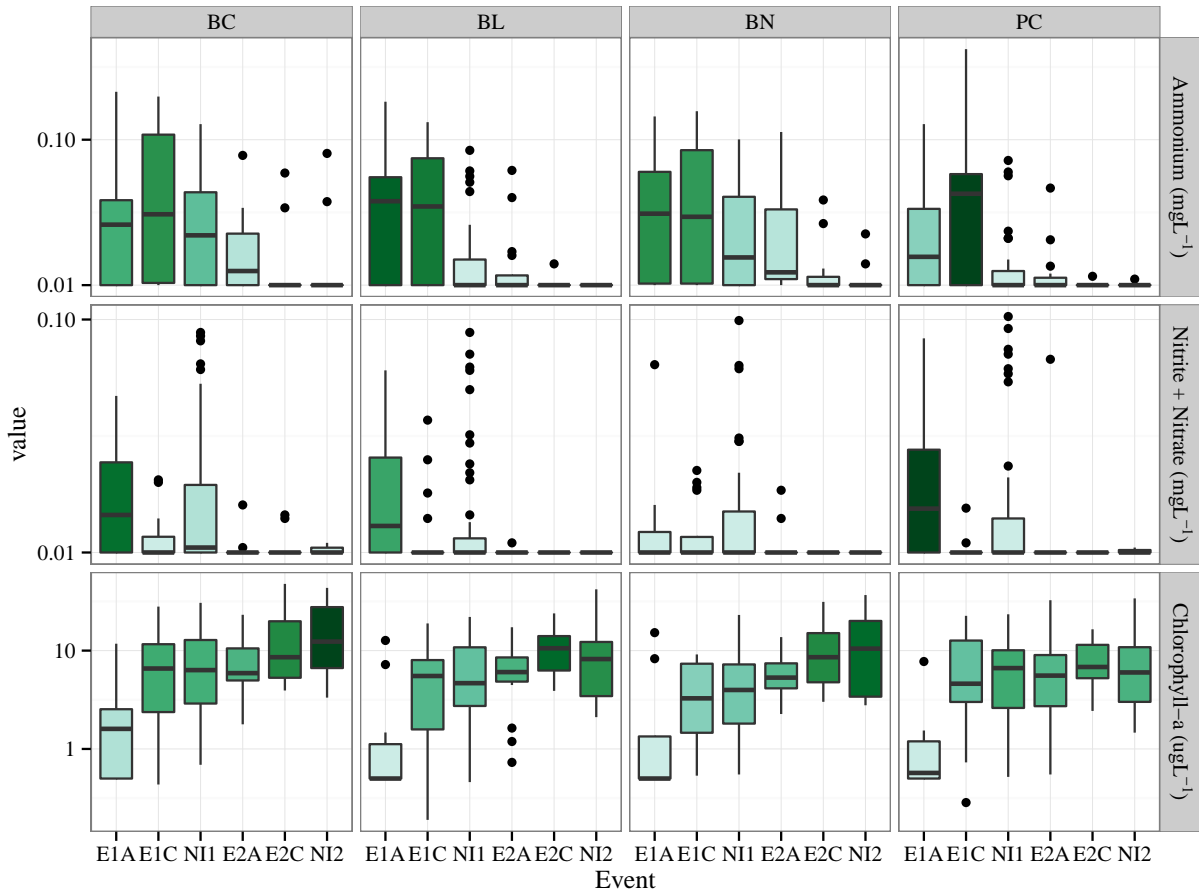 BC BL BN PC
0.10
0.01
Ammonium (mgL⁻¹)
0.10
0.01
Nitrite + Nitrate (mgL⁻¹)
10
1
Chlorophyll−a (ugL⁻¹)
value
E1A E1C NI1 E2A E2C NI2 E1A E1C NI1 E2A E2C NI2 E1A E1C NI1 E2A E2C NI2 E1A E1C NI1 E2A E2C NI2
Event